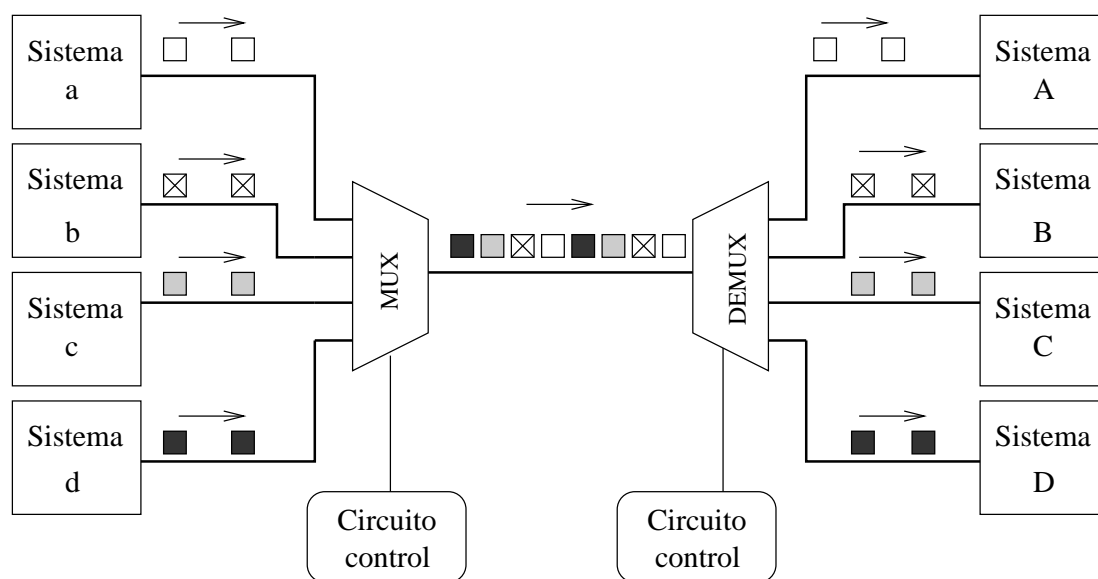 Sistema
a
Sistema
b
Sistema
c
Sistema
d
MUX
Circuito
control
DEMUX
Circuito
control
Sistema
A
Sistema
B
Sistema
C
Sistema
D